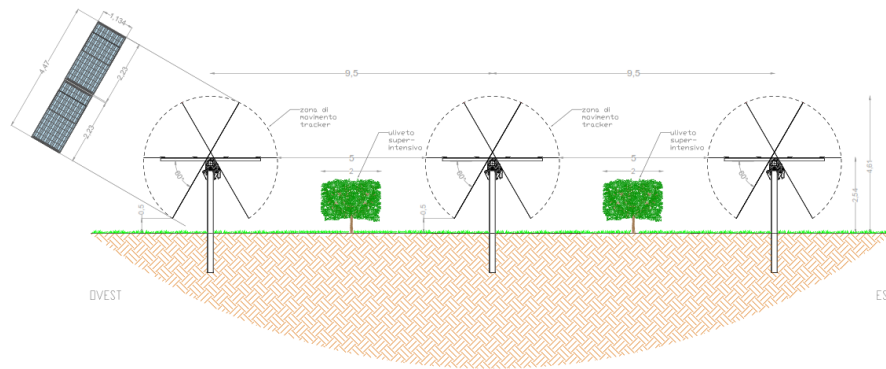 1,134
4,47
2,23
2,23
9,5
9,5
zona di
movimento
tracker
uliveto
super-
intensivo
zona di
movimento
tracker
uliveto
super-
intensivo
5
5
2
2
60°
60°
60°
0,5
0,5
4,61
2,54
OVEST
ES